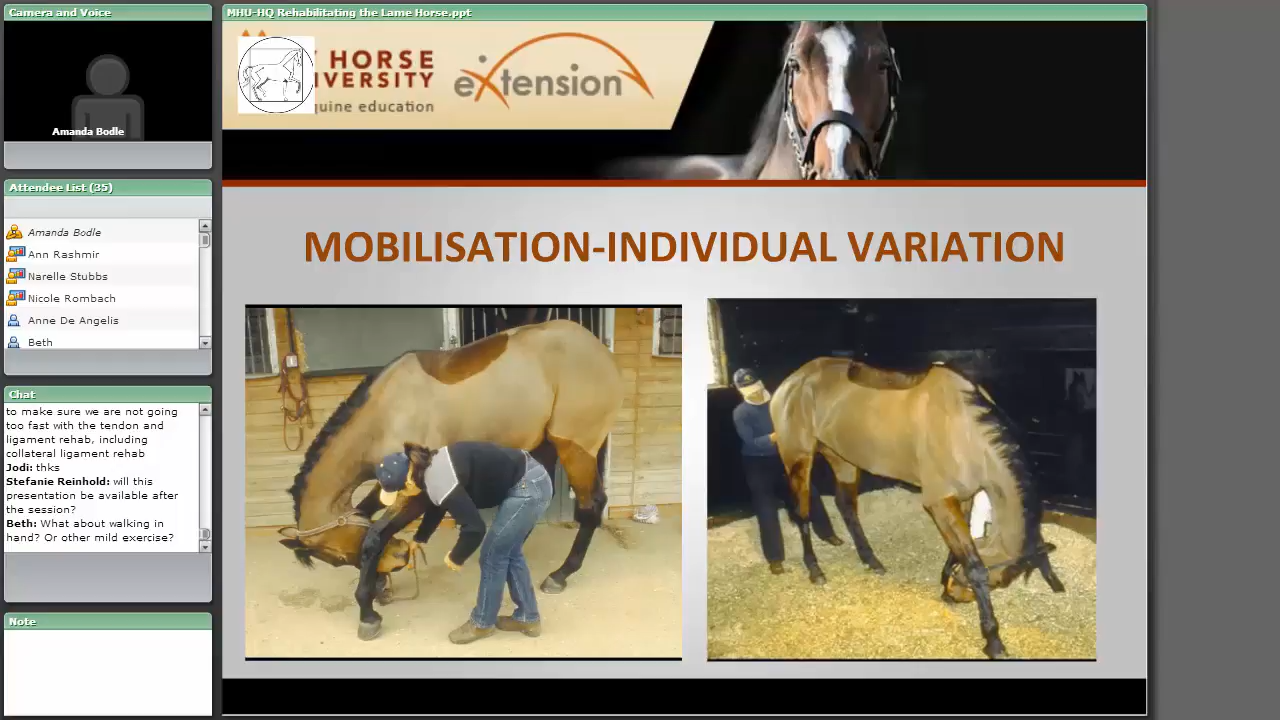 Camera and Voice
Amanda Bodle
Attendee List (35)
Amanda Bodle
Ann Rashmir
Narelle Stubbs
Nicole Rombach
Anne De Angelis
Beth
Chat
to make sure we are not going
too fast with the tendon and
ligament rehab, including
collateral ligament rehab
Jodi: thks
Stefanie Reinhold: will this
presentation be available after
the session?
Beth: What about walking in
hand? Or other mild exercise?
Note
MHU-HQ Rehabilitating the Lame Horse.ppt
HORSE
IVERSITY
quine education
eXtension
MOBILISATION-INDIVIDUAL VARIATION